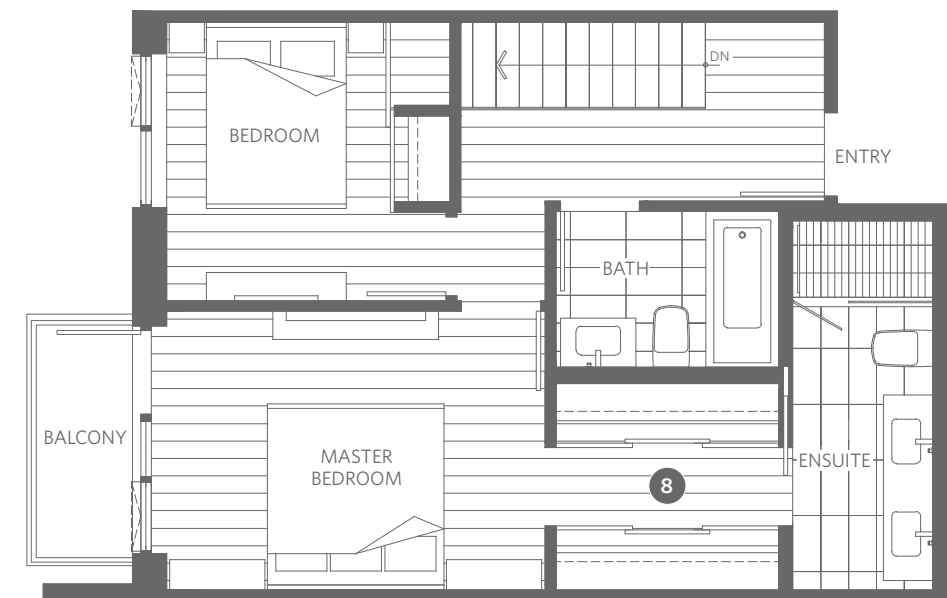 DN
BEDROOM
ENTRY
BATH
BALCONY
MASTER
BEDROOM
ENSUITE
8